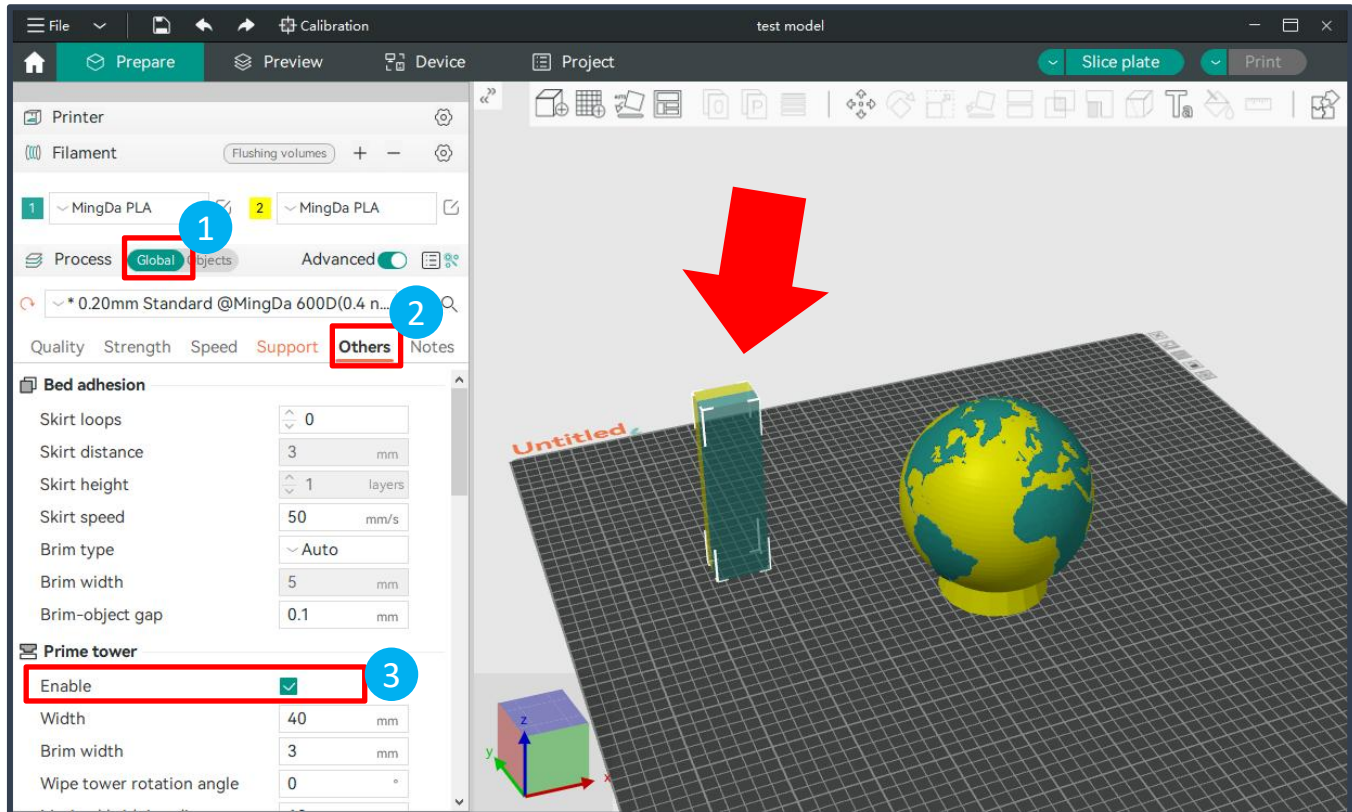 File
Calibration
test model
Prepare
Preview
Device
Project
Slice plate
Print
Printer
Filament
Flushing volumes
1 MingDa PLA
2 MingDa PLA
1
Process Global Objects Advanced
* 0.20mm Standard @MingDa 600D(0.4 n...
2
Quality Strength Speed Support Others Notes
Bed adhesion
Skirt loops 0
Skirt distance 3 mm
Skirt height 1 layers
Skirt speed 50 mm/s
Brim type Auto
Brim width 5 mm
Brim-object gap 0.1 mm
Prime tower
Enable
3
Width 40 mm
Brim width 3 mm
Wipe tower rotation angle 0 °
Untitled
z
y
x